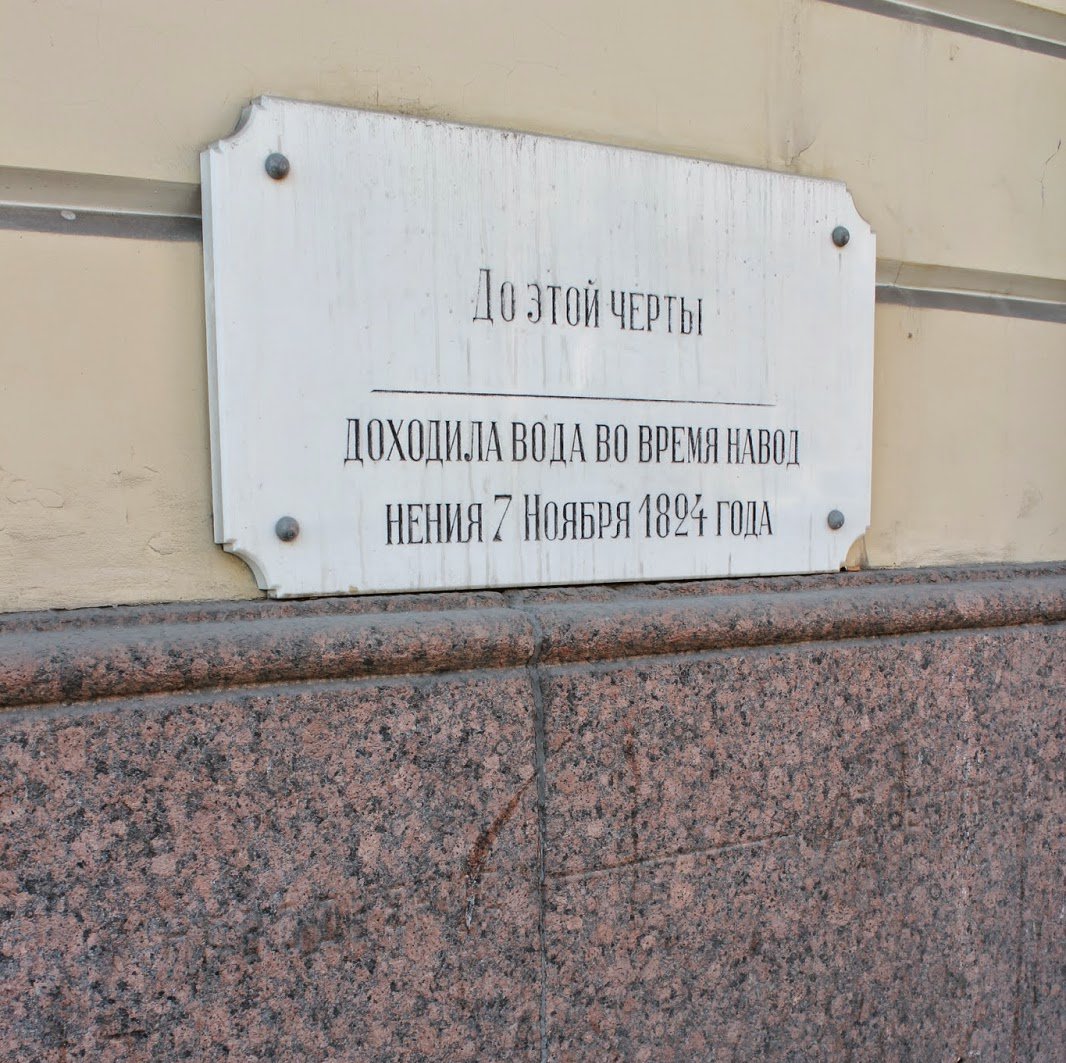 До этой черты
доходила вода во время навод
нения 7 Ноября 1824 года